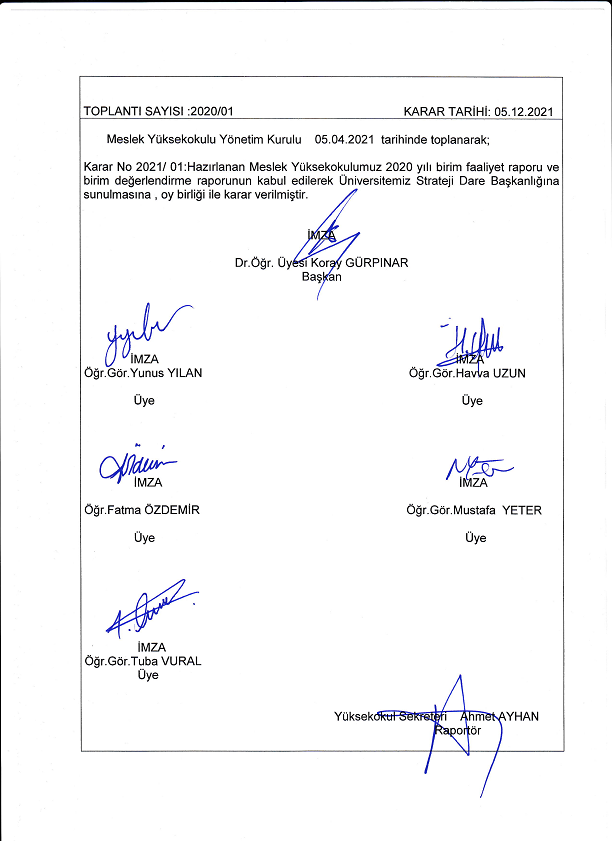 TOPLANTI SAYISI :2020/01 KARAR TARİHİ: 05.12.2021
Meslek Yüksekokulu Yönetim Kurulu 05.04.2021 tarihinde toplanarak;
Karar No 2021/ 01:Hazırlanan Meslek Yüksekokulumuz 2020 yılı birim faaliyet raporu ve
birim değerlendirme raporunun kabul edilerek Üniversitemiz Strateji Dare Başkanlığına
sunulmasına , oy birliği ile karar verilmiştir.
İMZA
Dr.Öğr. Üyesi Koray GÜRPINAR
Başkan
İMZA İMZA
Öğr.Gör.Yunus YILAN Öğr.Gör.Havva UZUN
Üye Üye
İMZA İMZA
Öğr.Fatma ÖZDEMİR Öğr.Gör.Mustafa YETER
Üye Üye
İMZA
Öğr.Gör.Tuba VURAL
Üye
Yüksekokul Sekreteri Ahmet AYHAN
Raportör